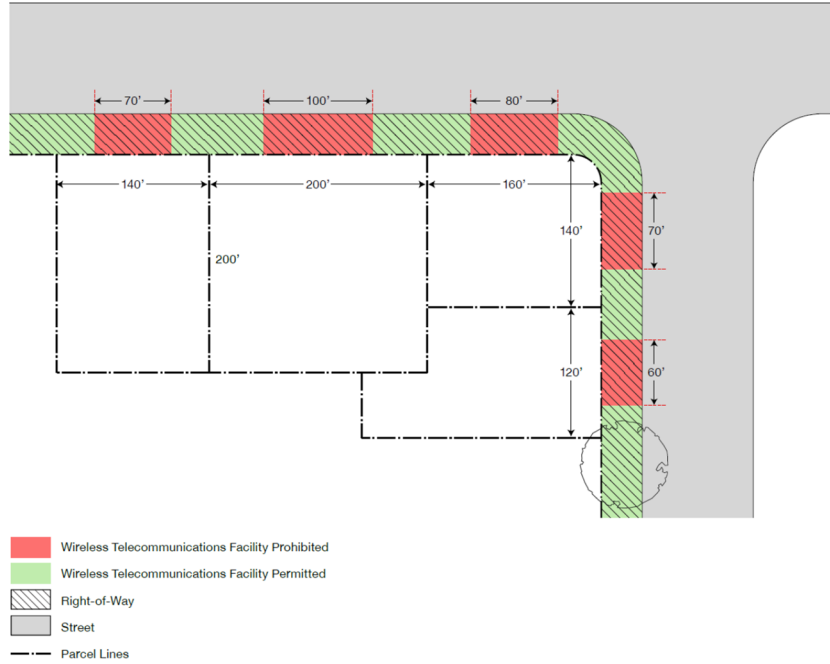 70’
100’
80’
140’
200’
160’
140’
70’
200’
120’
60’
Wireless Telecommunications Facility Prohibited
Wireless Telecommunications Facility Permitted
Right-of-Way
Street
Parcel Lines